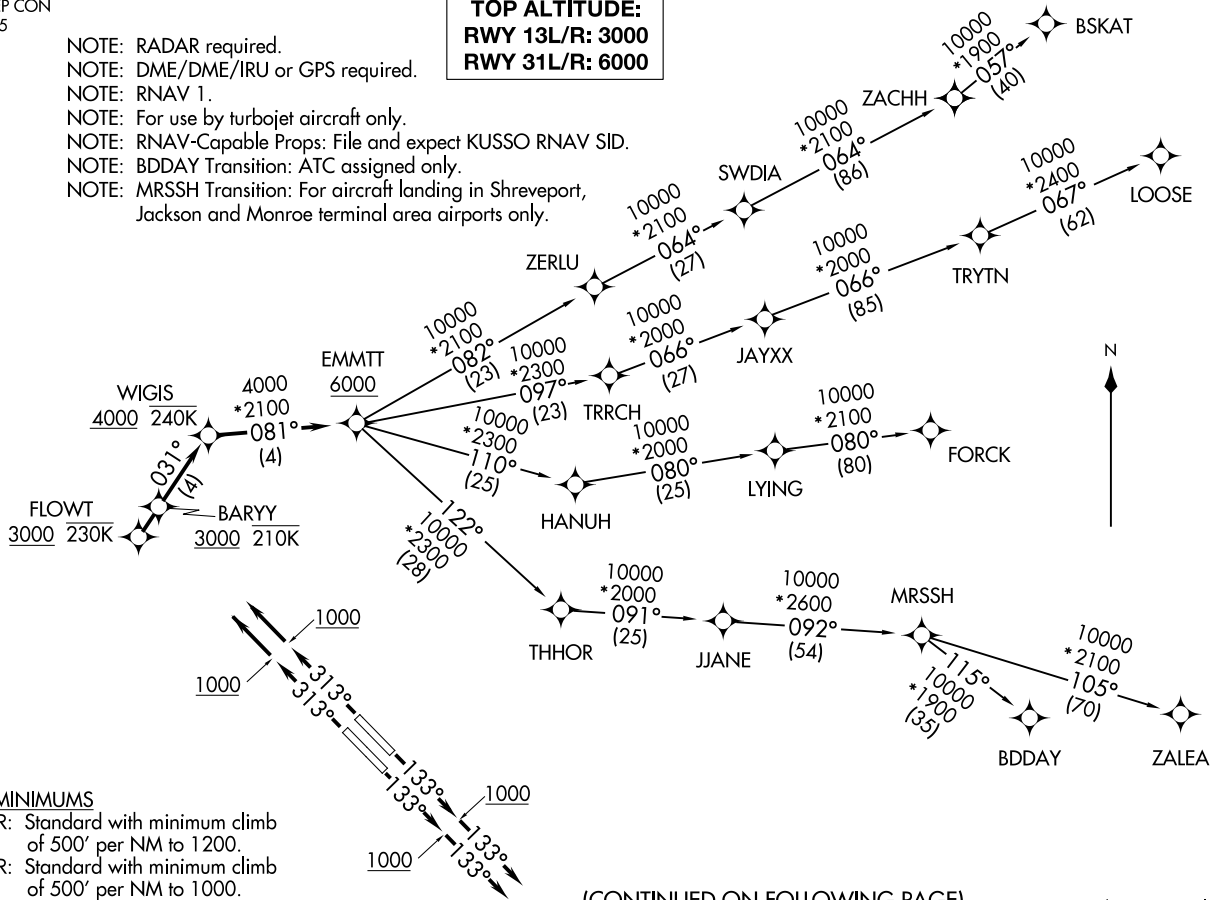 EP CON
5
TOP ALTITUDE:
RWY 13L/R: 3000
RWY 31L/R: 6000
NOTE: RADAR required.
NOTE: DME/DME/IRU or GPS required.
NOTE: RNAV 1.
NOTE: For use by turbojet aircraft only.
NOTE: RNAV-Capable Props: File and expect KUSSO RNAV SID.
NOTE: BDDAY Transition: ATC assigned only.
NOTE: MRSSH Transition: For aircraft landing in Shreveport,
Jackson and Monroe terminal area airports only.
BSKAT
10000
*1900
057°
(40)
ZACHH
10000
*2100
064°
(86)
SWDIA
10000
*2100
064°
(27)
ZERLU
10000
*2100
082°
(23)
LOOSE
10000
*2400
067°
(62)
TRYTN
10000
*2000
066°
(85)
JAYXX
10000
*2000
066°
(27)
TRRCH
10000
*2300
097°
(23)
N
EMMTT
6000
WIGIS
4000 240K
4000
*2100
081°
(4)
031°
(4)
FLOWT
3000 230K
BARYY
3000 210K
10000
*2300
110°
(25)
HANUH
10000
*2000
080°
(25)
LYING
10000
*2100
080°
(80)
FORCK
122°
10000
*2300
(28)
THHOR
10000
*2000
091°
(25)
JJANE
10000
*2600
092°
(54)
MRSSH
115°
10000
*1900
(35)
BDDAY
10000
*2100
105°
(70)
ZALEA
1000
1000
313°
313°
133°
133°
1000
1000
133°
133°
MINIMUMS
R: Standard with minimum climb
of 500' per NM to 1200.
R: Standard with minimum climb
of 500' per NM to 1000.
(CONTINUED ON FOLLOWING PAGE)